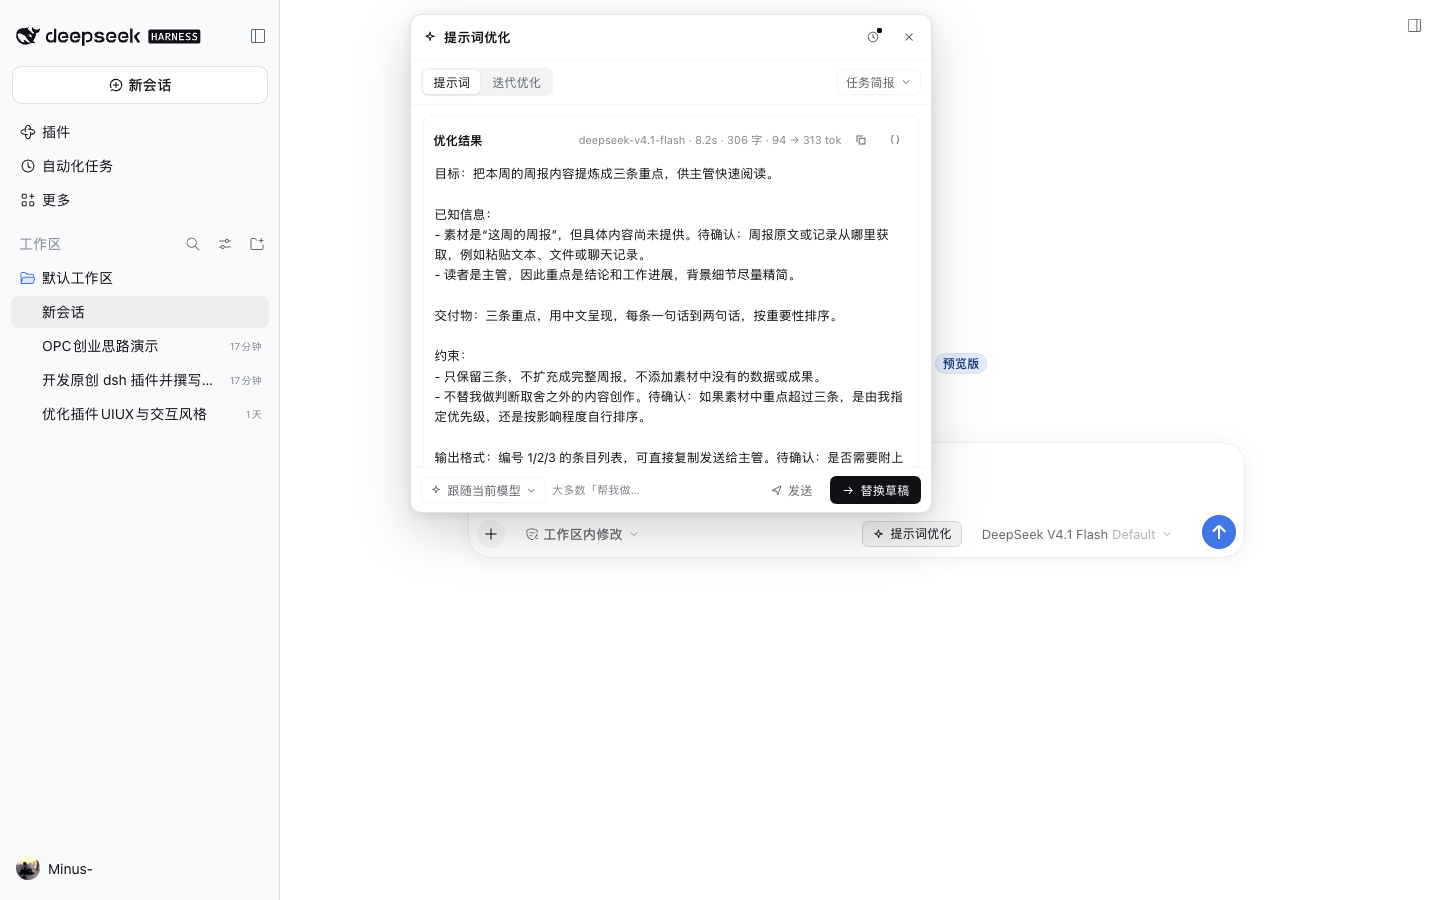 deepseek HARNESS
新会话
插件
自动化任务
更多
工作区
默认工作区
新会话
OPC创业思路演示 17分钟
开发原创 dsh 插件并撰写... 17分钟
优化插件UIUX与交互风格 1天
Minus-
提示词优化
提示词 迭代优化 任务简报
优化结果 deepseek-v4.1-flash · 8.2s · 306 字 · 94 → 313 tok
目标：把本周的周报内容提炼成三条重点，供主管快速阅读。
已知信息：
- 素材是“这周的周报”，但具体内容尚未提供。待确认：周报原文或记录从哪里获
取，例如粘贴文本、文件或聊天记录。
- 读者是主管，因此重点是结论和工作进展，背景细节尽量精简。
交付物：三条重点，用中文呈现，每条一句话到两句话，按重要性排序。
约束：
- 只保留三条，不扩充成完整周报，不添加素材中没有的数据或成果。
- 不替我做判断取舍之外的内容创作。待确认：如果素材中重点超过三条，是由我指
定优先级，还是按影响程度自行排序。
输出格式：编号 1/2/3 的条目列表，可直接复制发送给主管。待确认：是否需要附上
跟随当前模型 大多数「帮我做... 发送 → 替换草稿
预览版
工作区内修改 提示词优化 DeepSeek V4.1 Flash Default